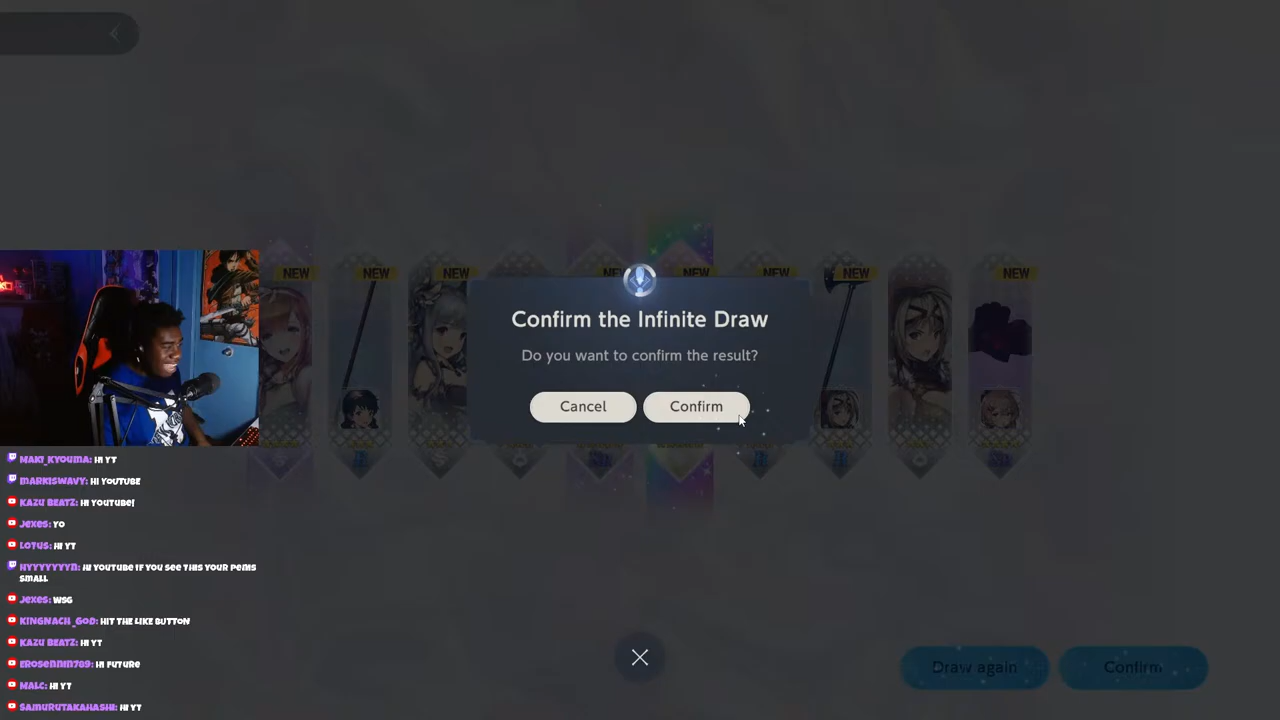 NEW NEW NEW NEW NEW NEW NEW NEW
Confirm the Infinite Draw
Do you want to confirm the result?
Cancel Confirm
Draw again Confirm
MAKI_KYOUMA: HI YT
MARKISWAVY: HI YOUTUBE
KAZU BEATZ: HI YOUTUBE!
JEXES: YO
LOTUS: HI YT
HYYYYYYYN: HI YOUTUBE IF YOU SEE THIS YOUR PENIS
SMALL
JEXES: WSG
KINGNACH_GOD: HIT THE LIKE BUTTON
KAZU BEATZ: HI YT
EROSENNIN789: HI FUTURE
MALC: HI YT
SAMURUTAKAHASHI: HI YT